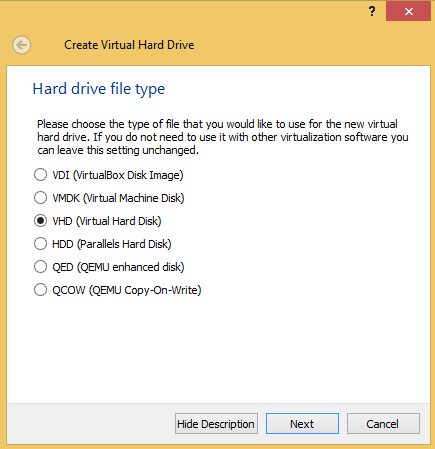 ?
Create Virtual Hard Drive
Hard drive file type
Please choose the type of file that you would like to use for the new virtual
hard drive. If you do not need to use it with other virtualization software you
can leave this setting unchanged.
VDI (VirtualBox Disk Image)
VMDK (Virtual Machine Disk)
VHD (Virtual Hard Disk)
HDD (Parallels Hard Disk)
QED (QEMU enhanced disk)
QCOW (QEMU Copy-On-Write)
Hide Description
Next
Cancel